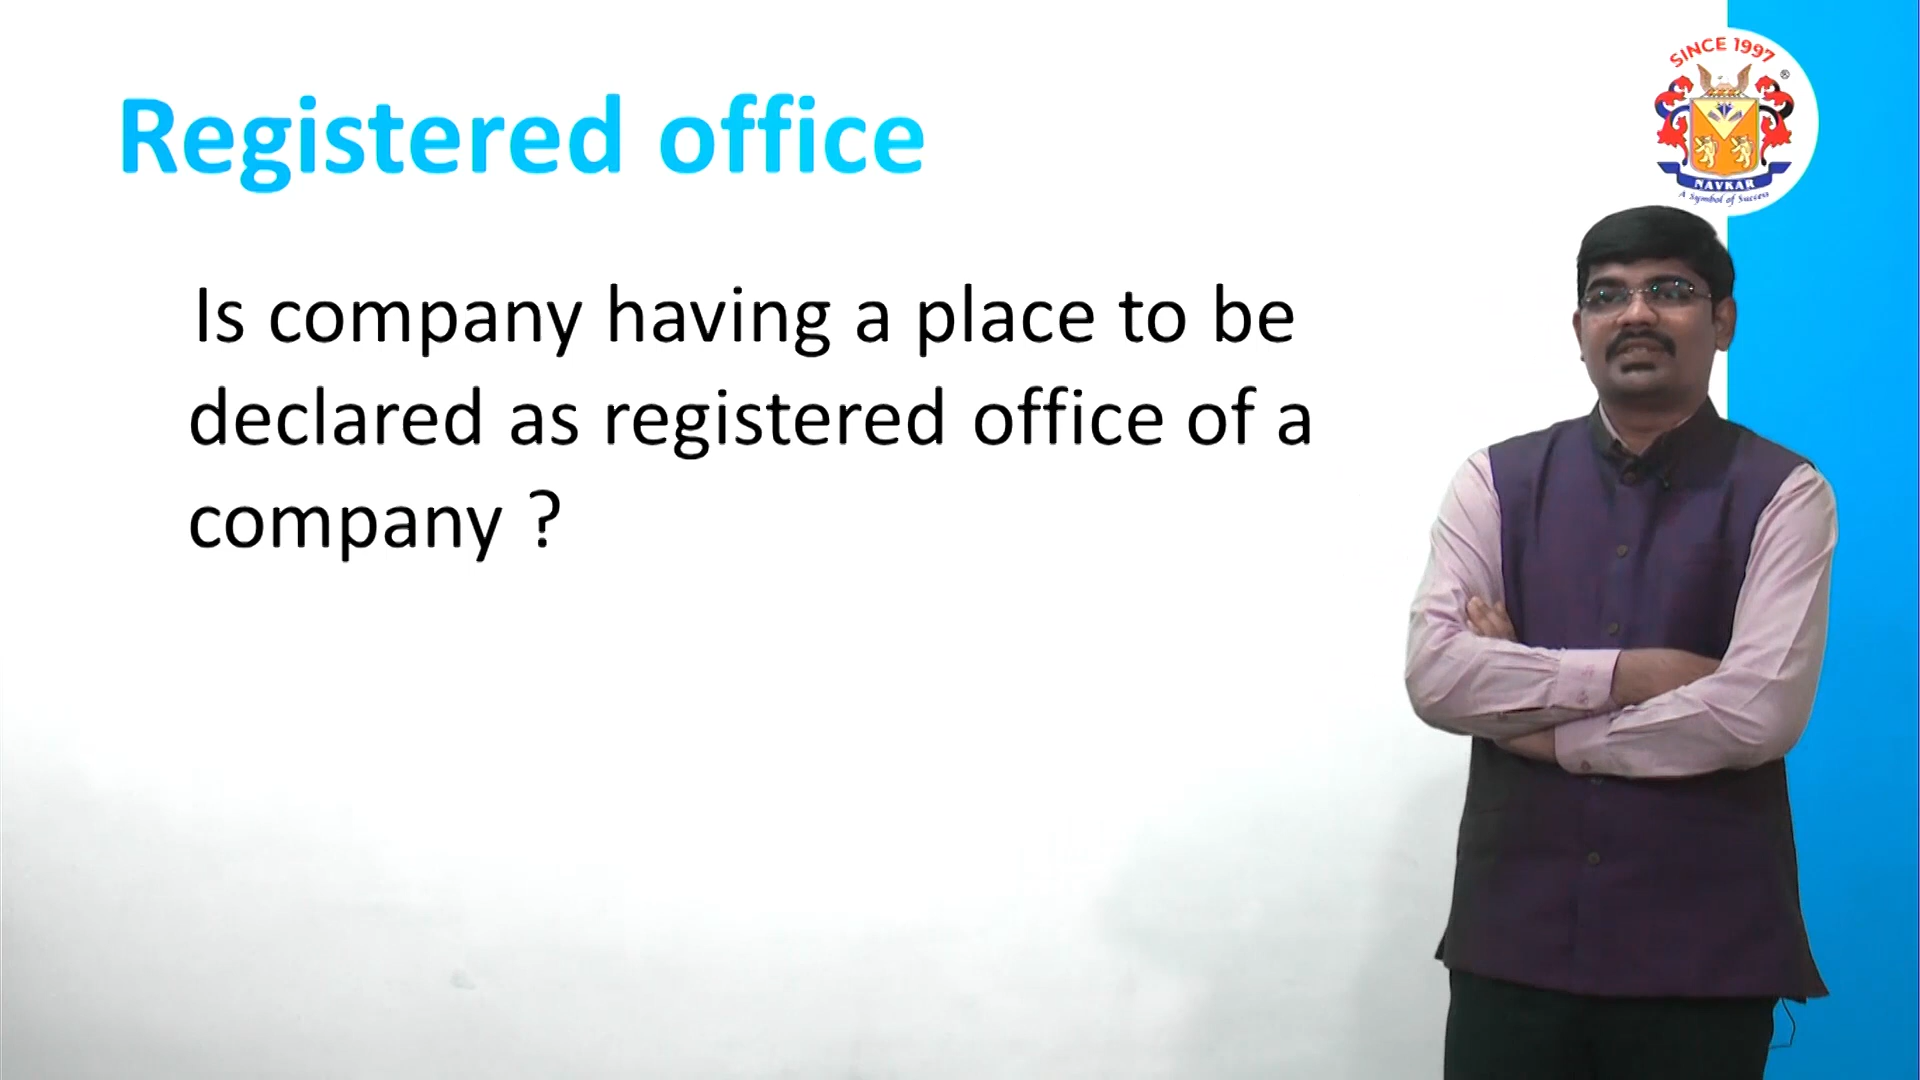 SINCE 1997
®
Registered office
NAVKAR
A Symbol of Success
Is company having a place to be
declared as registered office of a
company ?